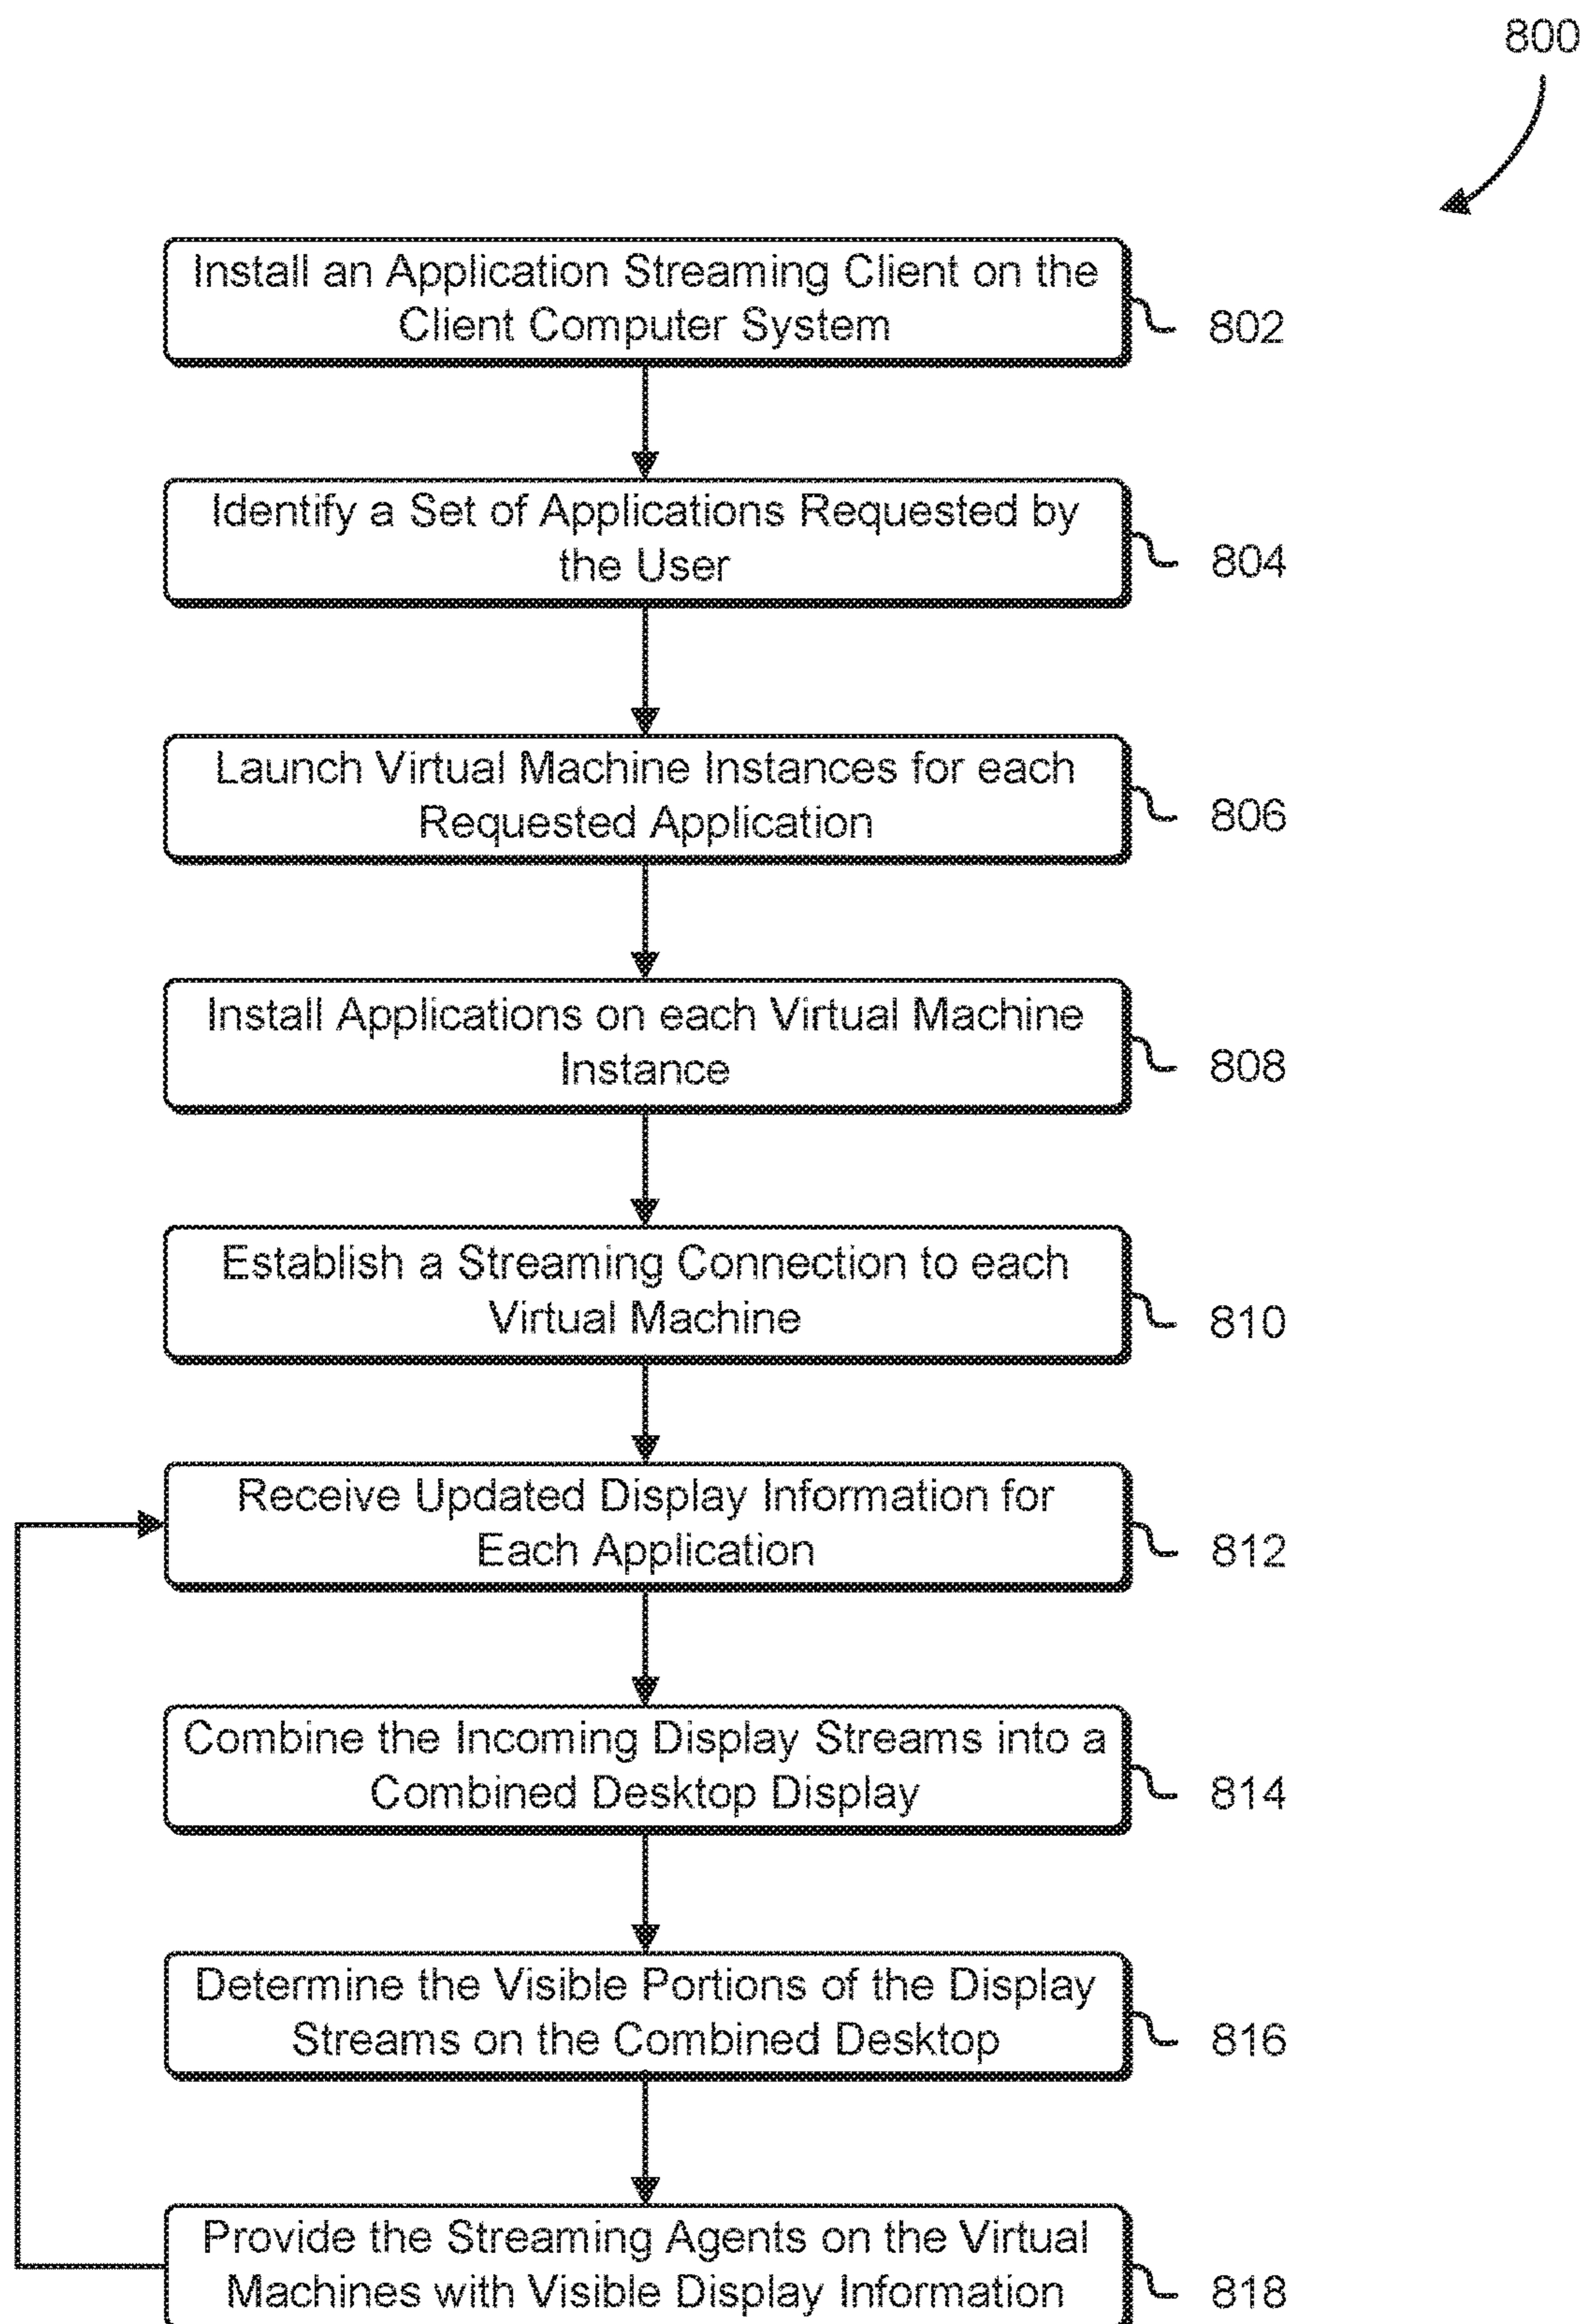 800
Install an Application Streaming Client on the
Client Computer System
802
Identify a Set of Applications Requested by
the User
804
Launch Virtual Machine Instances for each
Requested Application
806
Install Applications on each Virtual Machine
Instance
808
Establish a Streaming Connection to each
Virtual Machine
810
Receive Updated Display Information for
Each Application
812
Combine the Incoming Display Streams into a
Combined Desktop Display
814
Determine the Visible Portions of the Display
Streams on the Combined Desktop
816
Provide the Streaming Agents on the Virtual
Machines with Visible Display Information
818